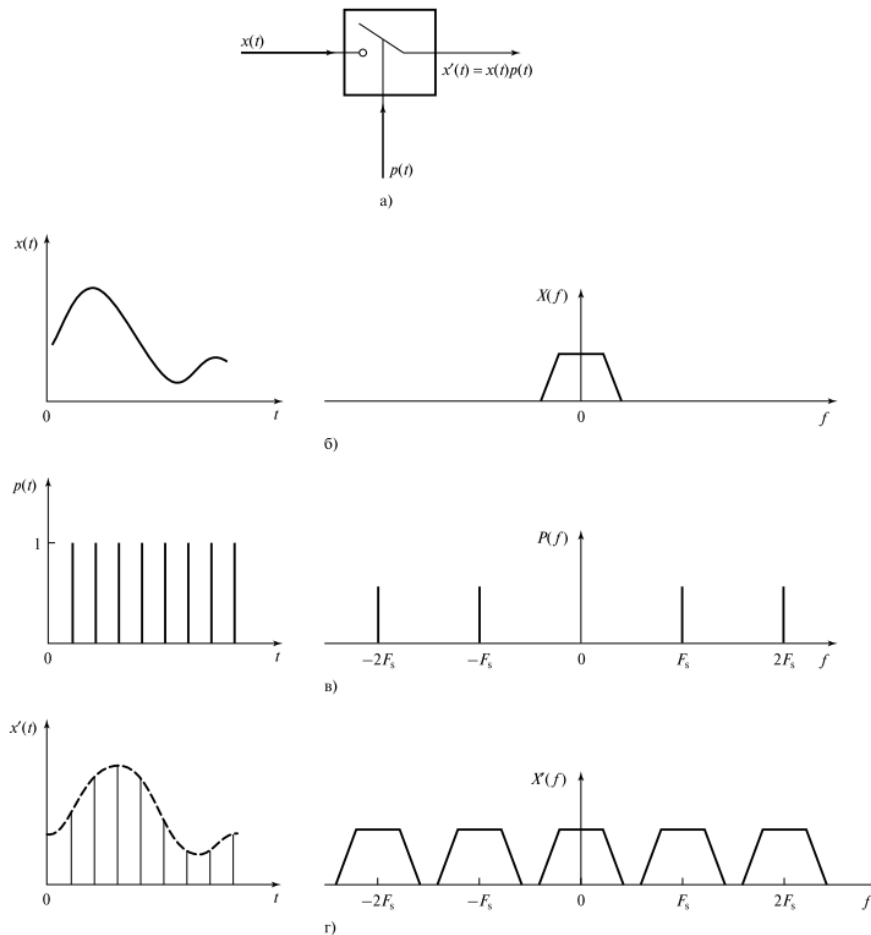 x(t)
x′(t) = x(t)p(t)
p(t)
а)
x(t)
0
t
X(f)
0
f
б)
p(t)
1
0
t
P(f)
−2Fs
−Fs
0
Fs
2Fs
f
в)
x′(t)
0
t
X′(f)
−2Fs
−Fs
0
Fs
2Fs
f
г)